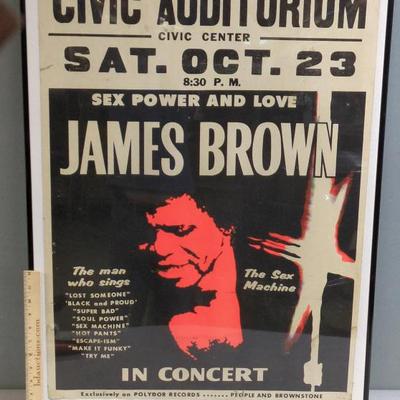 CIVIC AUDITORIUM
CIVIC CENTER
SAT. OCT. 23
8:30 P. M.
SEX POWER AND LOVE
JAMES BROWN
The man
who sings
"LOST SOMEONE"
"BLACK and PROUD"
"SUPER BAD"
"SOUL POWER"
"SEX MACHINE"
"HOT PANTS"
"ESCAPE-ISM"
"MAKE IT FUNKY"
"TRY ME"
The Sex
Machine
IN CONCERT
Exclusively on POLYDOR RECORDS ....... PEOPLE AND BROWNSTONE